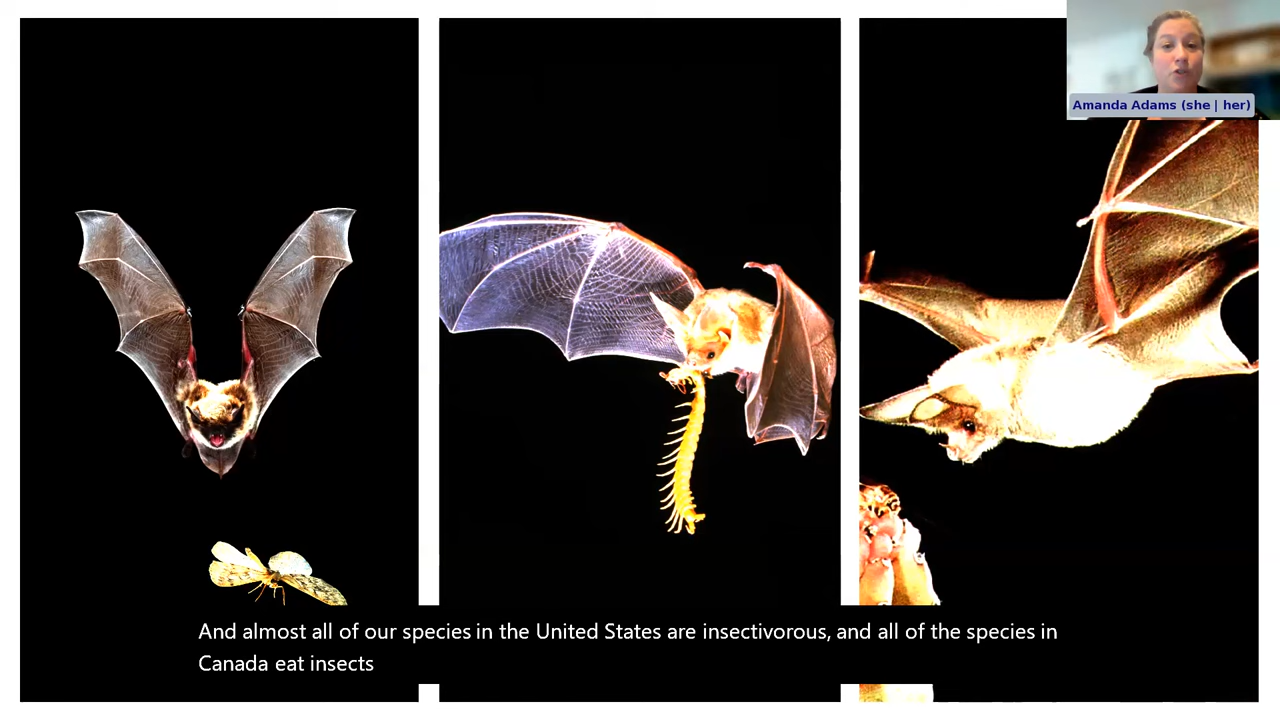 Amanda Adams (she | her)
And almost all of our species in the United States are insectivorous, and all of the species in
Canada eat insects